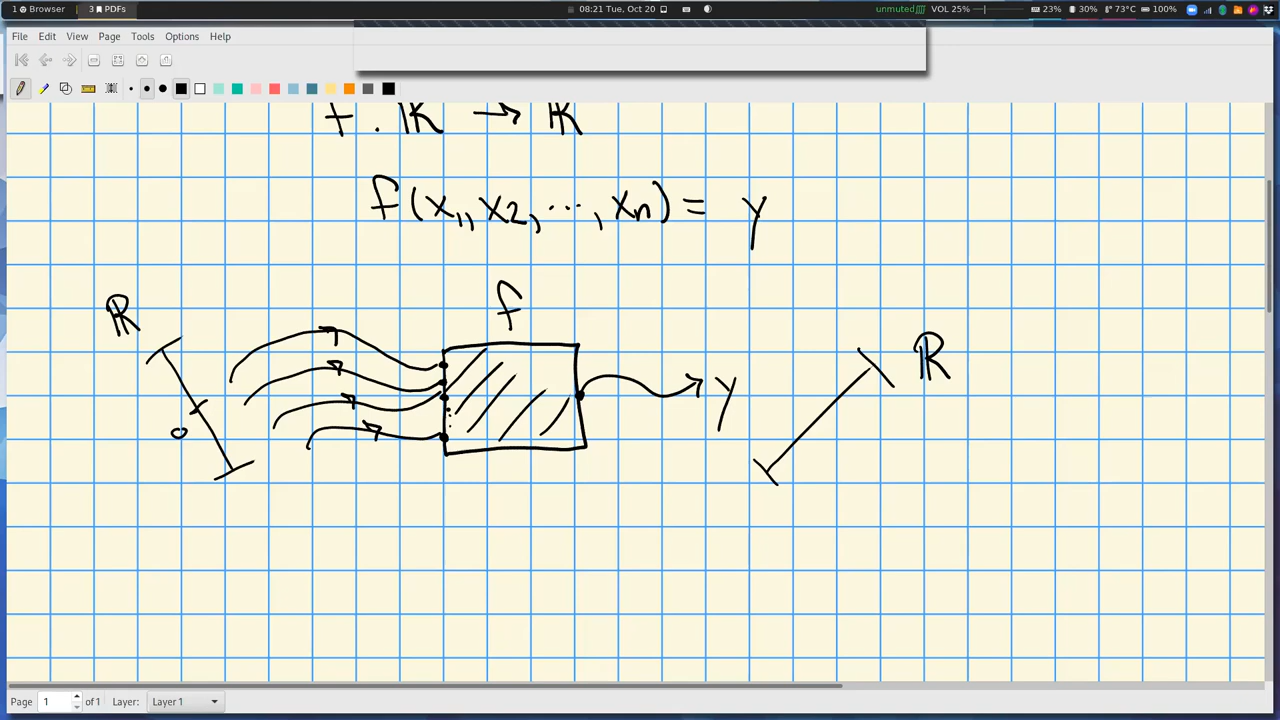 1 Browser 3 PDFs 08:21 Tue, Oct 20 unmuted VOL 25% 23% 30% 73°C 100%
File Edit View Page Tools Options Help
f : ℝ → ℝ
f(x1, x2, ..., xn) = y
f
ℝ
ℝ
y
0
Page 1 of 1 Layer: Layer 1